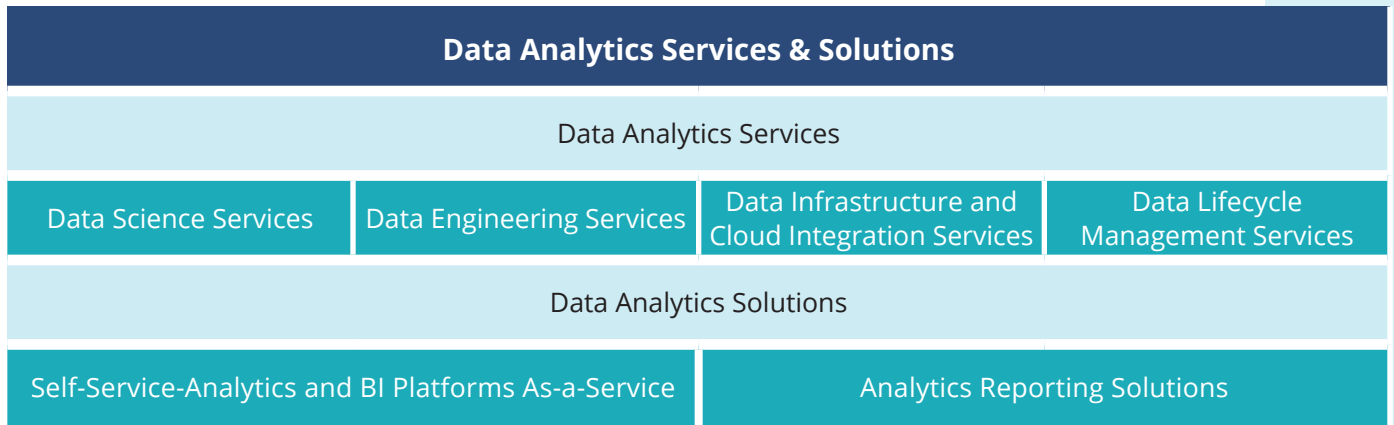 Data Analytics Services & Solutions
Data Analytics Services
Data Science Services
Data Engineering Services
Data Infrastructure and
Cloud Integration Services
Data Lifecycle
Management Services
Data Analytics Solutions
Self-Service-Analytics and BI Platforms As-a-Service
Analytics Reporting Solutions